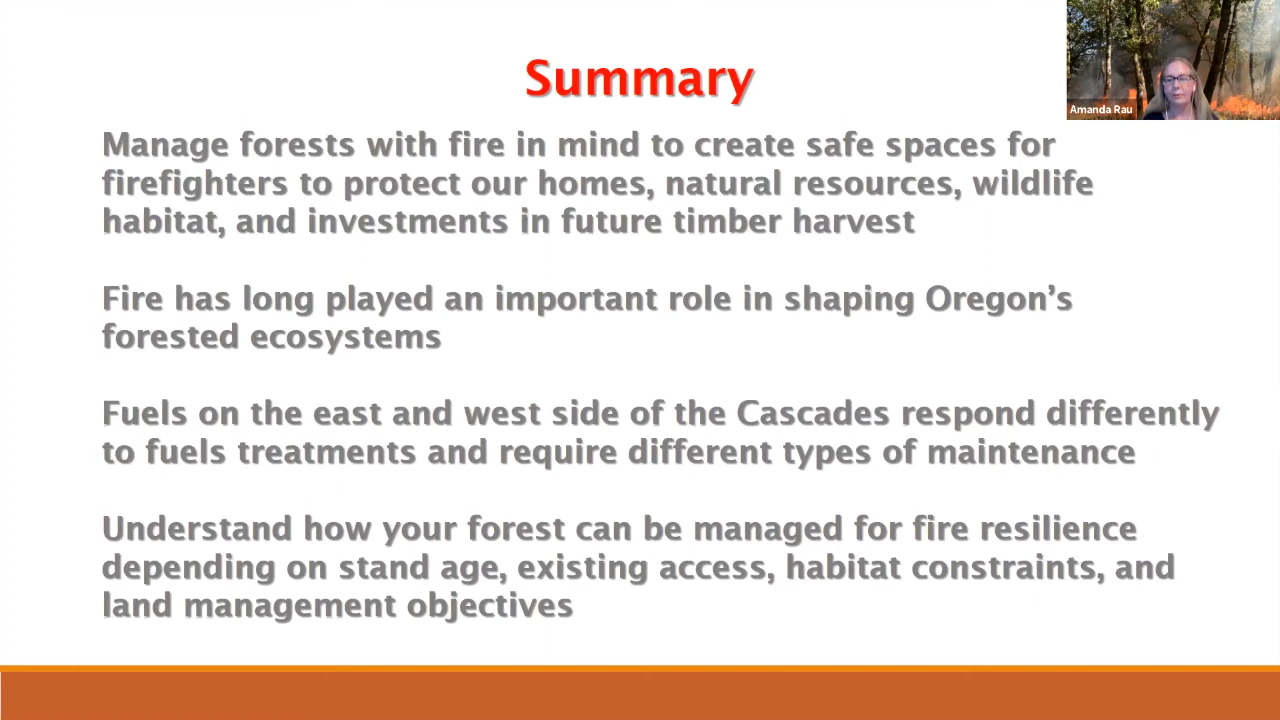 Summary
Amanda Rau
Manage forests with fire in mind to create safe spaces for
firefighters to protect our homes, natural resources, wildlife
habitat, and investments in future timber harvest
Fire has long played an important role in shaping Oregon’s
forested ecosystems
Fuels on the east and west side of the Cascades respond differently
to fuels treatments and require different types of maintenance
Understand how your forest can be managed for fire resilience
depending on stand age, existing access, habitat constraints, and
land management objectives